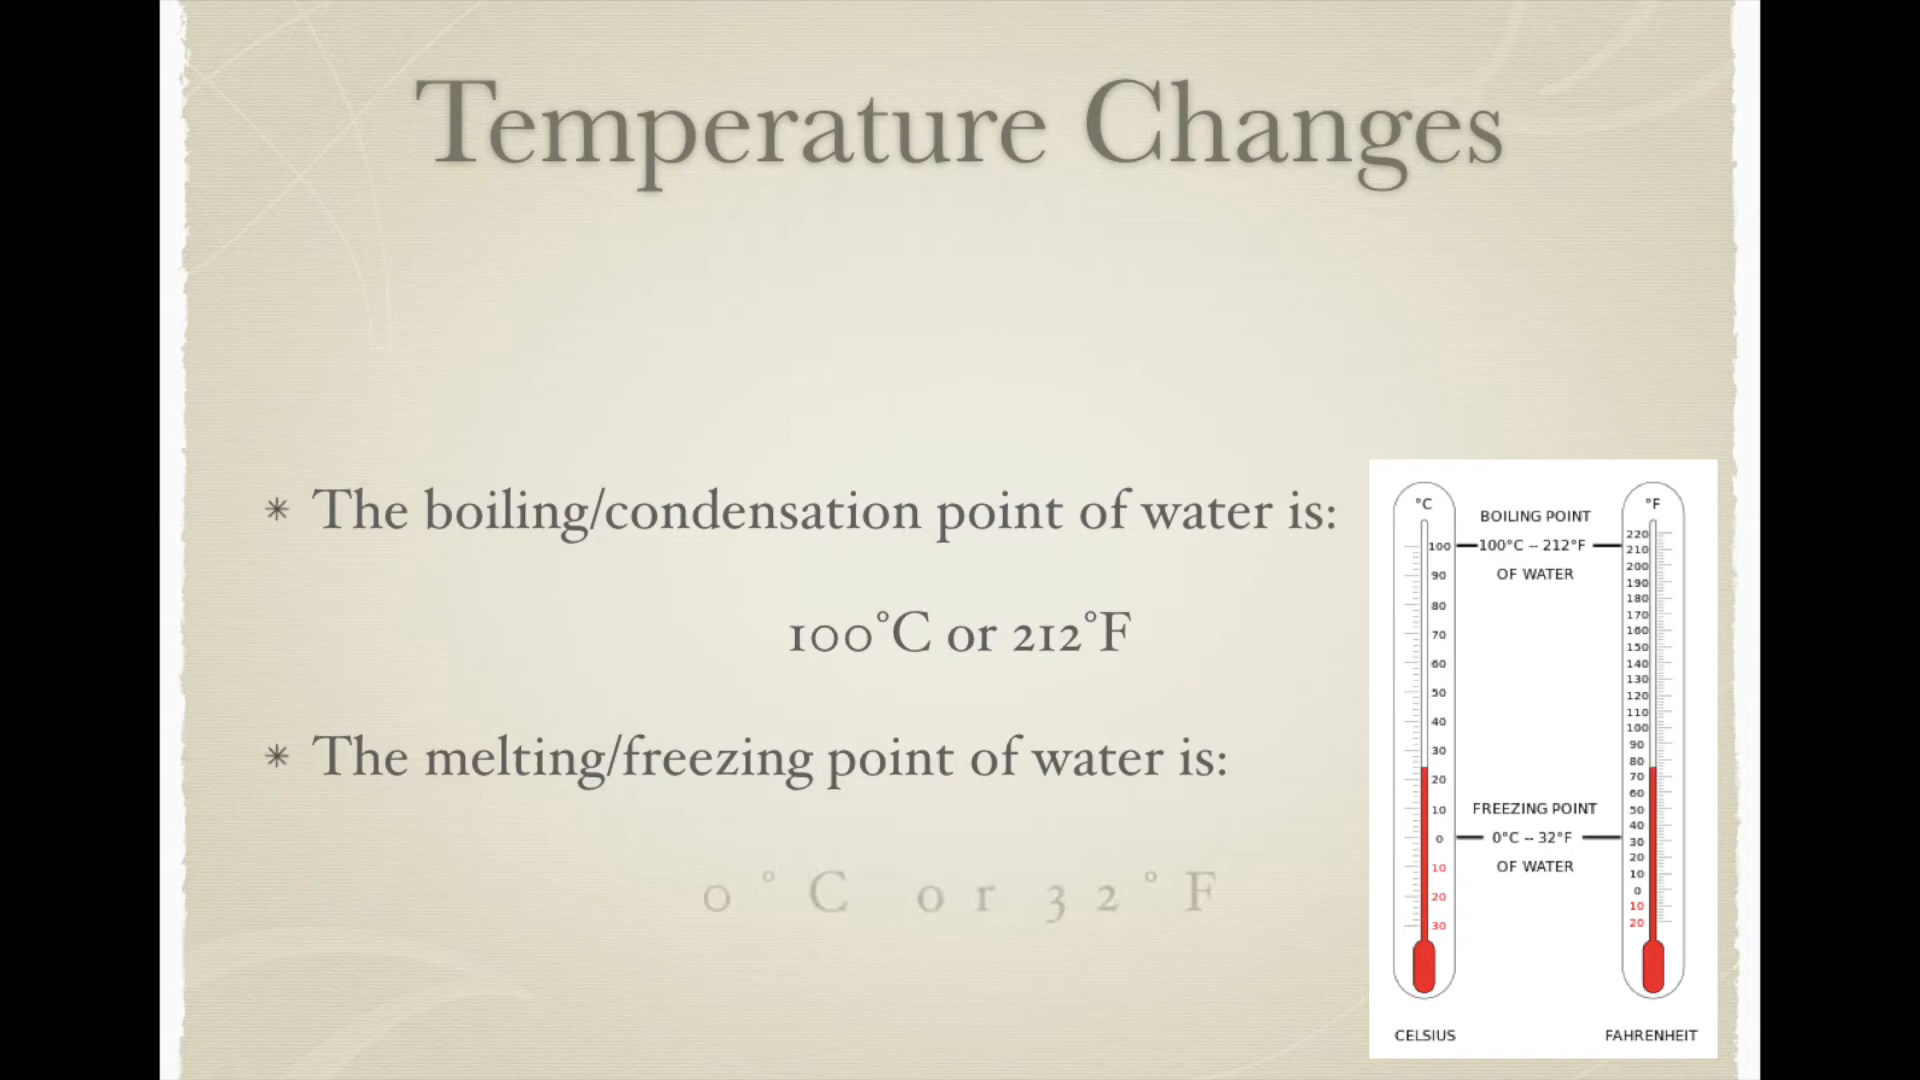 Temperature Changes
The boiling/condensation point of water is:
100°C or 212°F
The melting/freezing point of water is:
0°C or 32°F
°C
100
90
80
70
60
50
40
30
20
10
0
10
20
30
CELSIUS
BOILING POINT
100°C -- 212°F
OF WATER
FREEZING POINT
0°C -- 32°F
OF WATER
°F
220
210
200
190
180
170
160
150
140
130
120
110
100
90
80
70
60
50
40
30
20
10
0
10
20
FAHRENHEIT